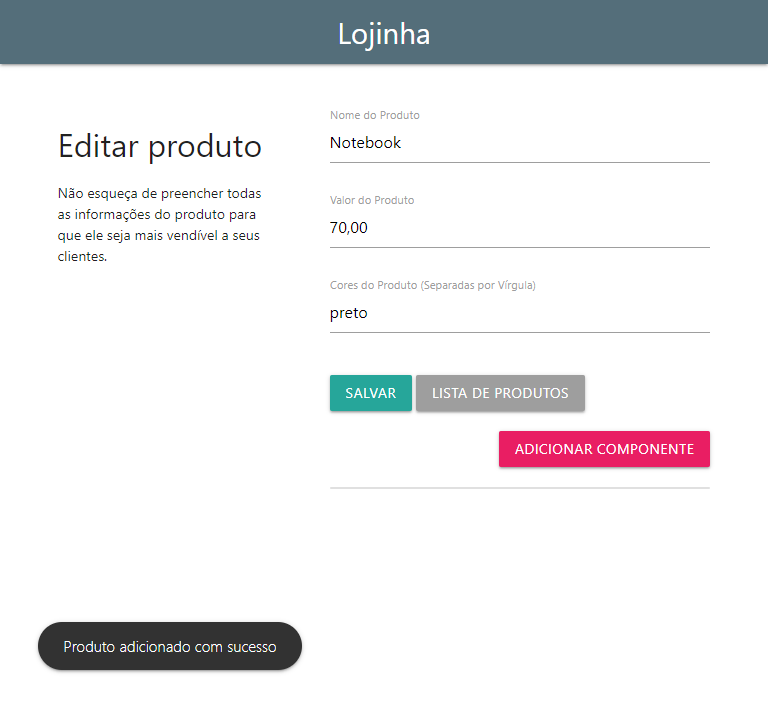 Lojinha
Editar produto
Não esqueça de preencher todas
as informações do produto para
que ele seja mais vendível a seus
clientes.
Nome do Produto
Notebook
Valor do Produto
70,00
Cores do Produto (Separadas por Vírgula)
preto
SALVAR
LISTA DE PRODUTOS
ADICIONAR COMPONENTE
Produto adicionado com sucesso